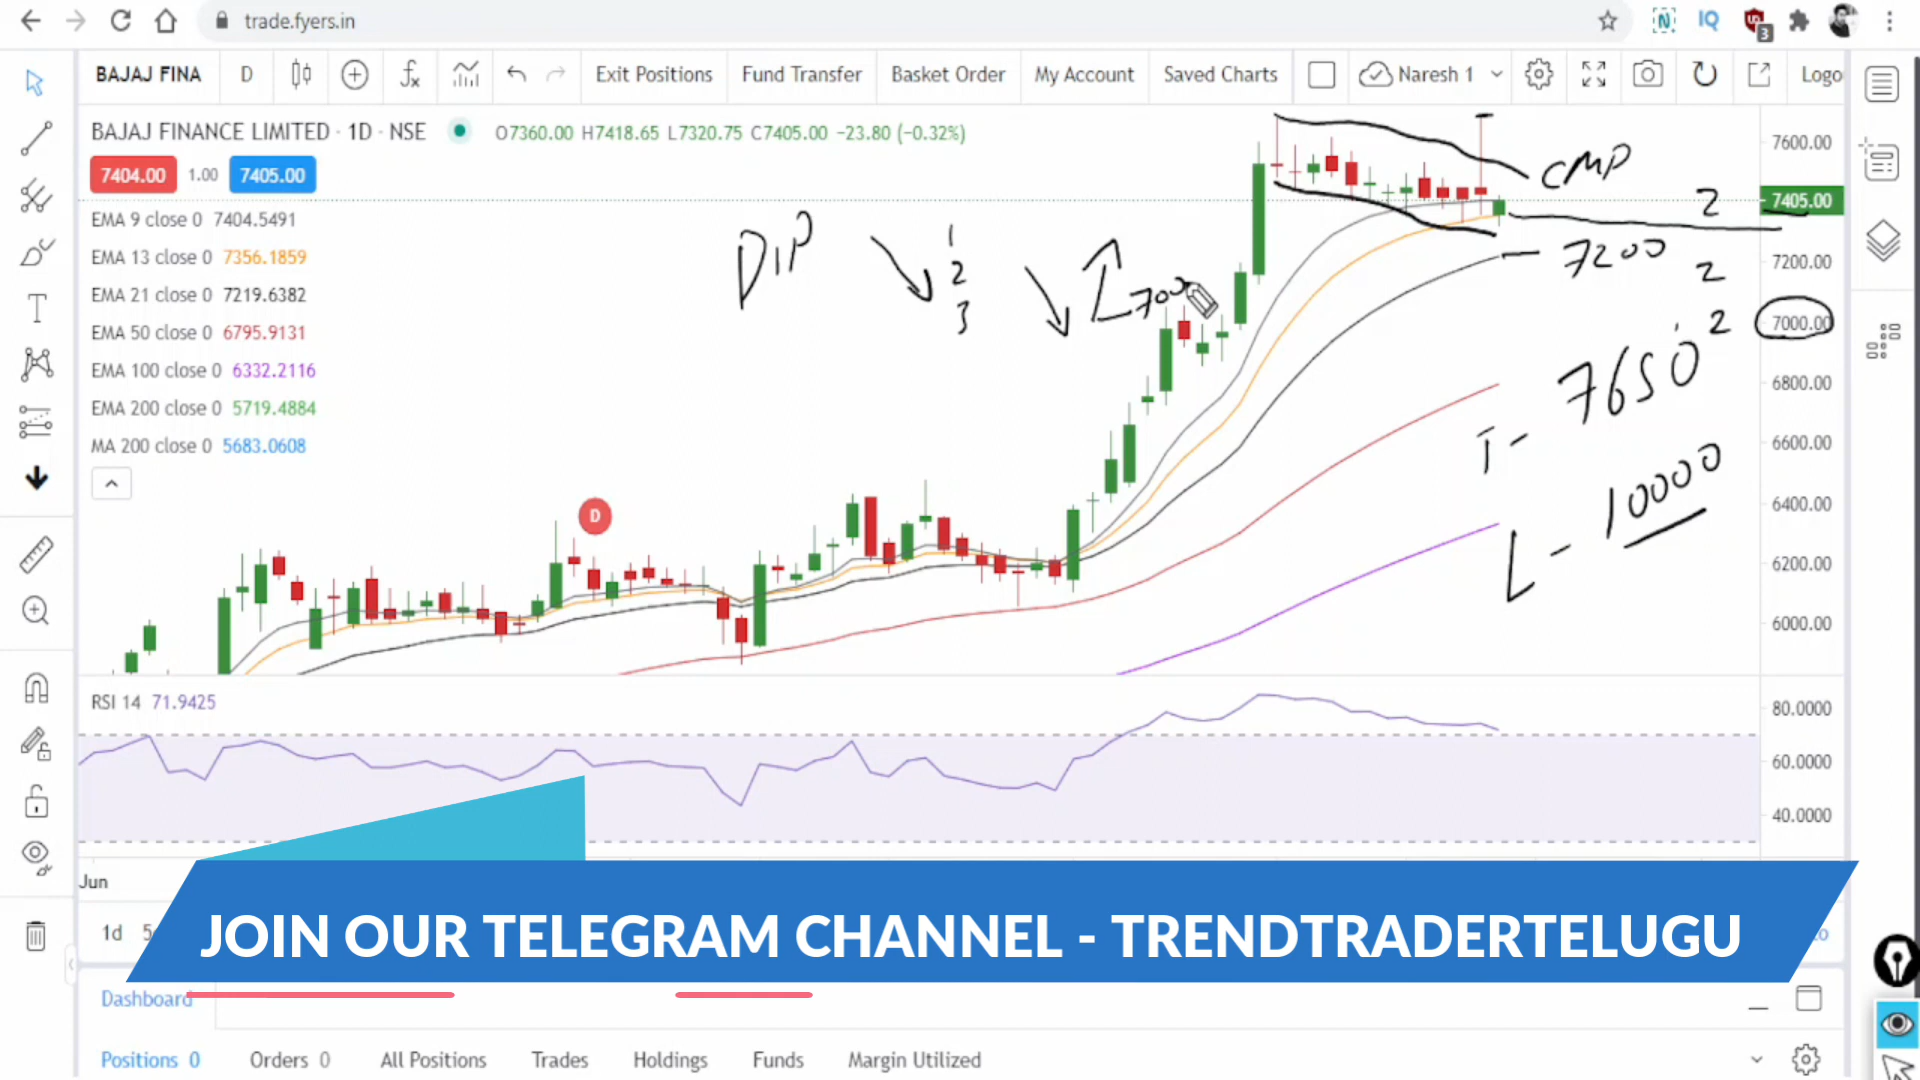 trade.fyers.in
3
BAJAJ FINA D Exit Positions Fund Transfer Basket Order My Account Saved Charts Naresh 1 Logo
BAJAJ FINANCE LIMITED · 1D · NSE O7360.00 H7418.65 L7320.75 C7405.00 −23.80 (−0.32%)
7404.00 1.00 7405.00
EMA 9 close 0 7404.5491
EMA 13 close 0 7356.1859
EMA 21 close 0 7219.6382
EMA 50 close 0 6795.9131
EMA 100 close 0 6332.2116
EMA 200 close 0 5719.4884
MA 200 close 0 5683.0608
DIP
1
2
3
700
CMP
2
7200 2
2
T - 7650
L - 10000
D
7600.00
7405.00
7200.00
7000.00
6800.00
6600.00
6400.00
6200.00
6000.00
RSI 14 71.9425
80.0000
60.0000
40.0000
Jun
1d
JOIN OUR TELEGRAM CHANNEL - TRENDTRADERTELUGU
Dashboard
Positions 0 Orders 0 All Positions Trades Holdings Funds Margin Utilized